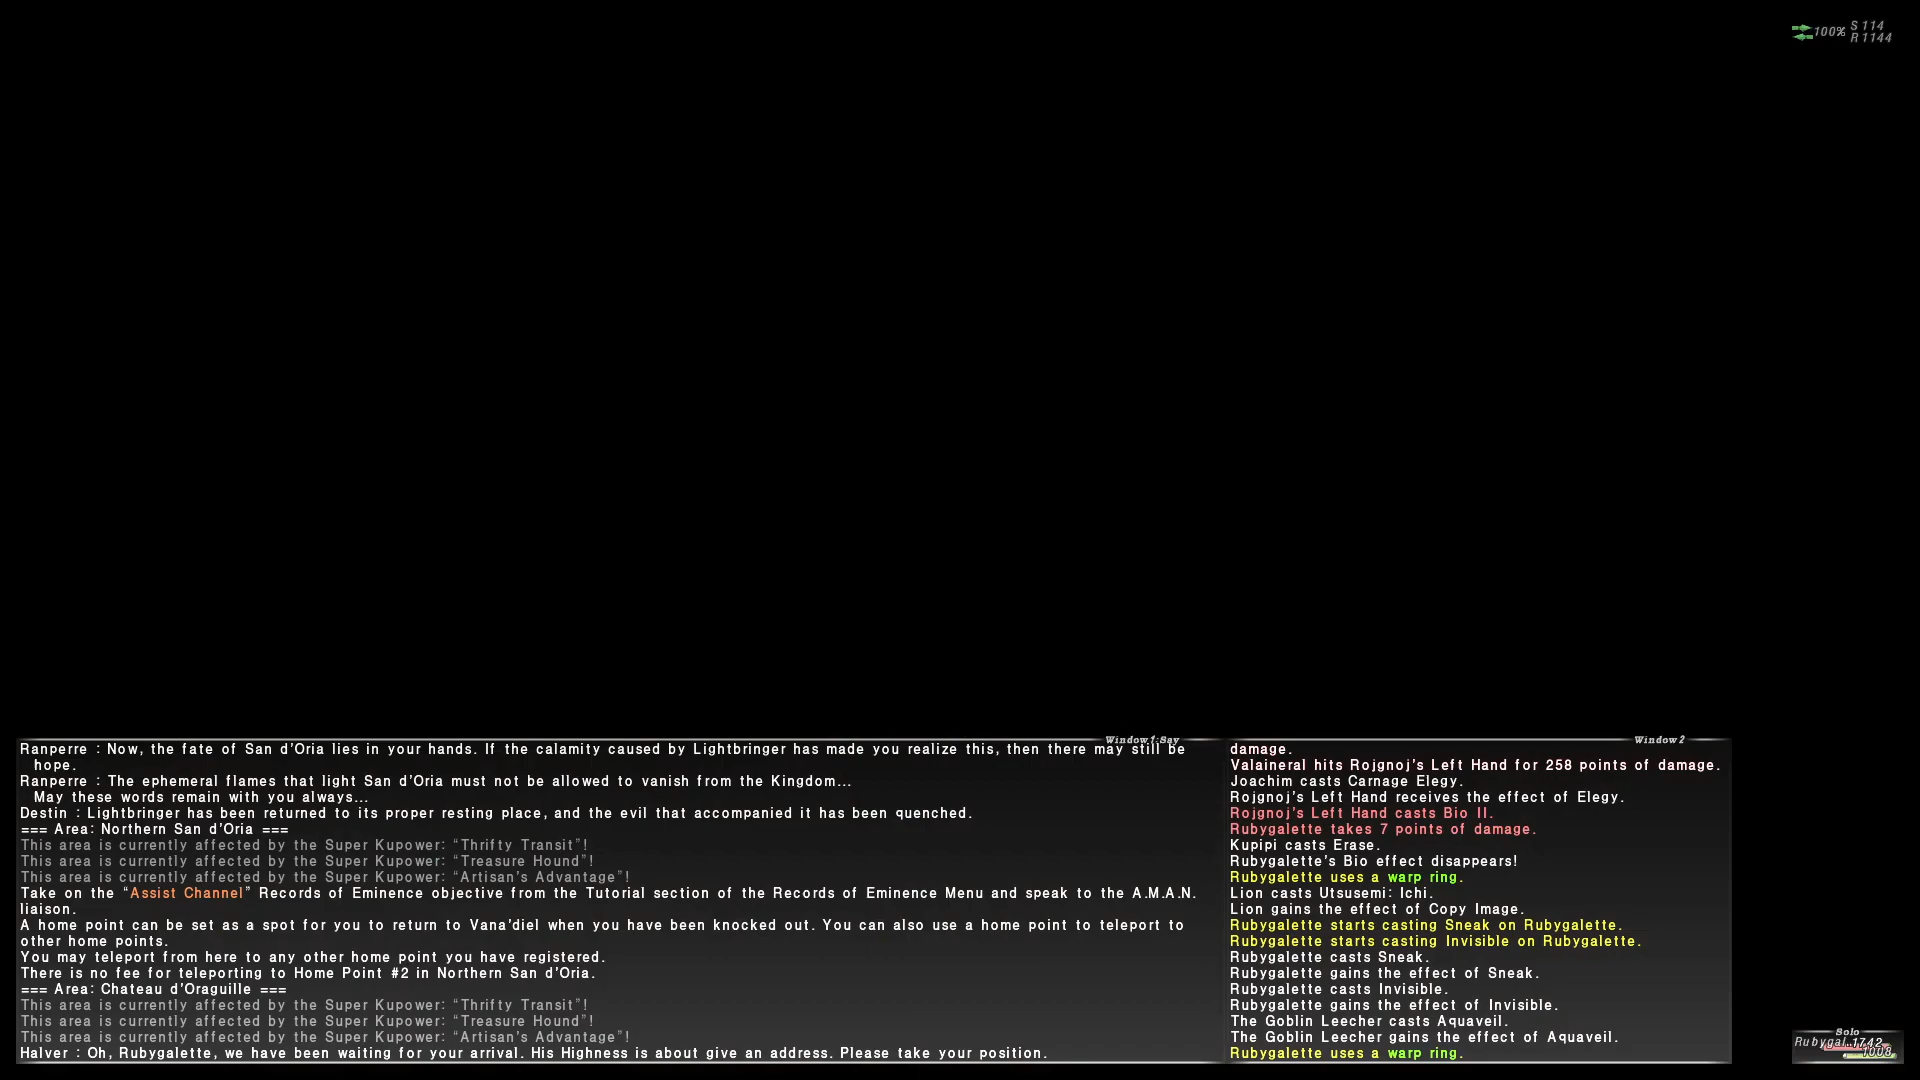 100% S 114
R 1144
Window 1:Say
Ranperre : Now, the fate of San d'Oria lies in your hands. If the calamity caused by Lightbringer has made you realize this, then there may still be
hope.
Ranperre : The ephemeral flames that light San d'Oria must not be allowed to vanish from the Kingdom...
May these words remain with you always...
Destin : Lightbringer has been returned to its proper resting place, and the evil that accompanied it has been quenched.
=== Area: Northern San d'Oria ===
This area is currently affected by the Super Kupower: “Thrifty Transit”!
This area is currently affected by the Super Kupower: “Treasure Hound”!
This area is currently affected by the Super Kupower: “Artisan's Advantage”!
Take on the “Assist Channel” Records of Eminence objective from the Tutorial section of the Records of Eminence Menu and speak to the A.M.A.N.
liaison.
A home point can be set as a spot for you to return to Vana'diel when you have been knocked out. You can also use a home point to teleport to
other home points.
You may teleport from here to any other home point you have registered.
There is no fee for teleporting to Home Point #2 in Northern San d'Oria.
=== Area: Chateau d'Oraguille ===
This area is currently affected by the Super Kupower: “Thrifty Transit”!
This area is currently affected by the Super Kupower: “Treasure Hound”!
This area is currently affected by the Super Kupower: “Artisan's Advantage”!
Halver : Oh, Rubygalette, we have been waiting for your arrival. His Highness is about give an address. Please take your position.
Window 2
damage.
Valaineral hits Rojgnoj's Left Hand for 258 points of damage.
Joachim casts Carnage Elegy.
Rojgnoj's Left Hand receives the effect of Elegy.
Rojgnoj's Left Hand casts Bio II.
Rubygalette takes 7 points of damage.
Kupipi casts Erase.
Rubygalette's Bio effect disappears!
Rubygalette uses a warp ring.
Lion casts Utsusemi: Ichi.
Lion gains the effect of Copy Image.
Rubygalette starts casting Sneak on Rubygalette.
Rubygalette starts casting Invisible on Rubygalette.
Rubygalette casts Sneak.
Rubygalette gains the effect of Sneak.
Rubygalette casts Invisible.
Rubygalette gains the effect of Invisible.
The Goblin Leecher casts Aquaveil.
The Goblin Leecher gains the effect of Aquaveil.
Rubygalette uses a warp ring.
Solo
Rubygal..1742
1008